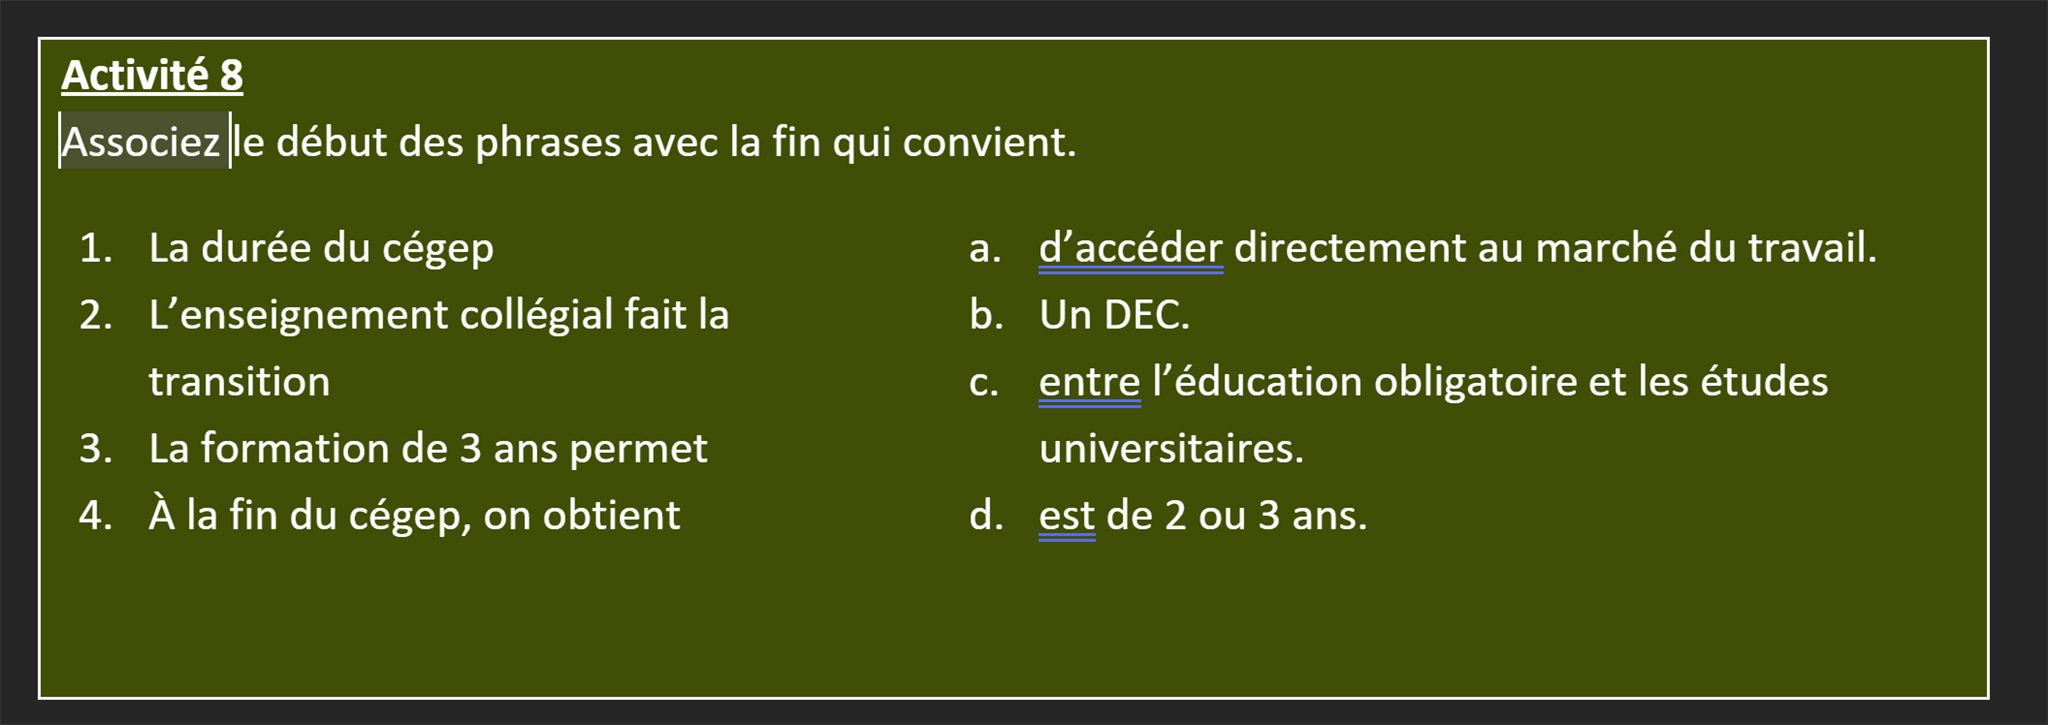 Activité 8
Associez le début des phrases avec la fin qui convient.
1. La durée du cégep
2. L’enseignement collégial fait la
transition
3. La formation de 3 ans permet
4. À la fin du cégep, on obtient
a. d’accéder directement au marché du travail.
b. Un DEC.
c. entre l’éducation obligatoire et les études
universitaires.
d. est de 2 ou 3 ans.